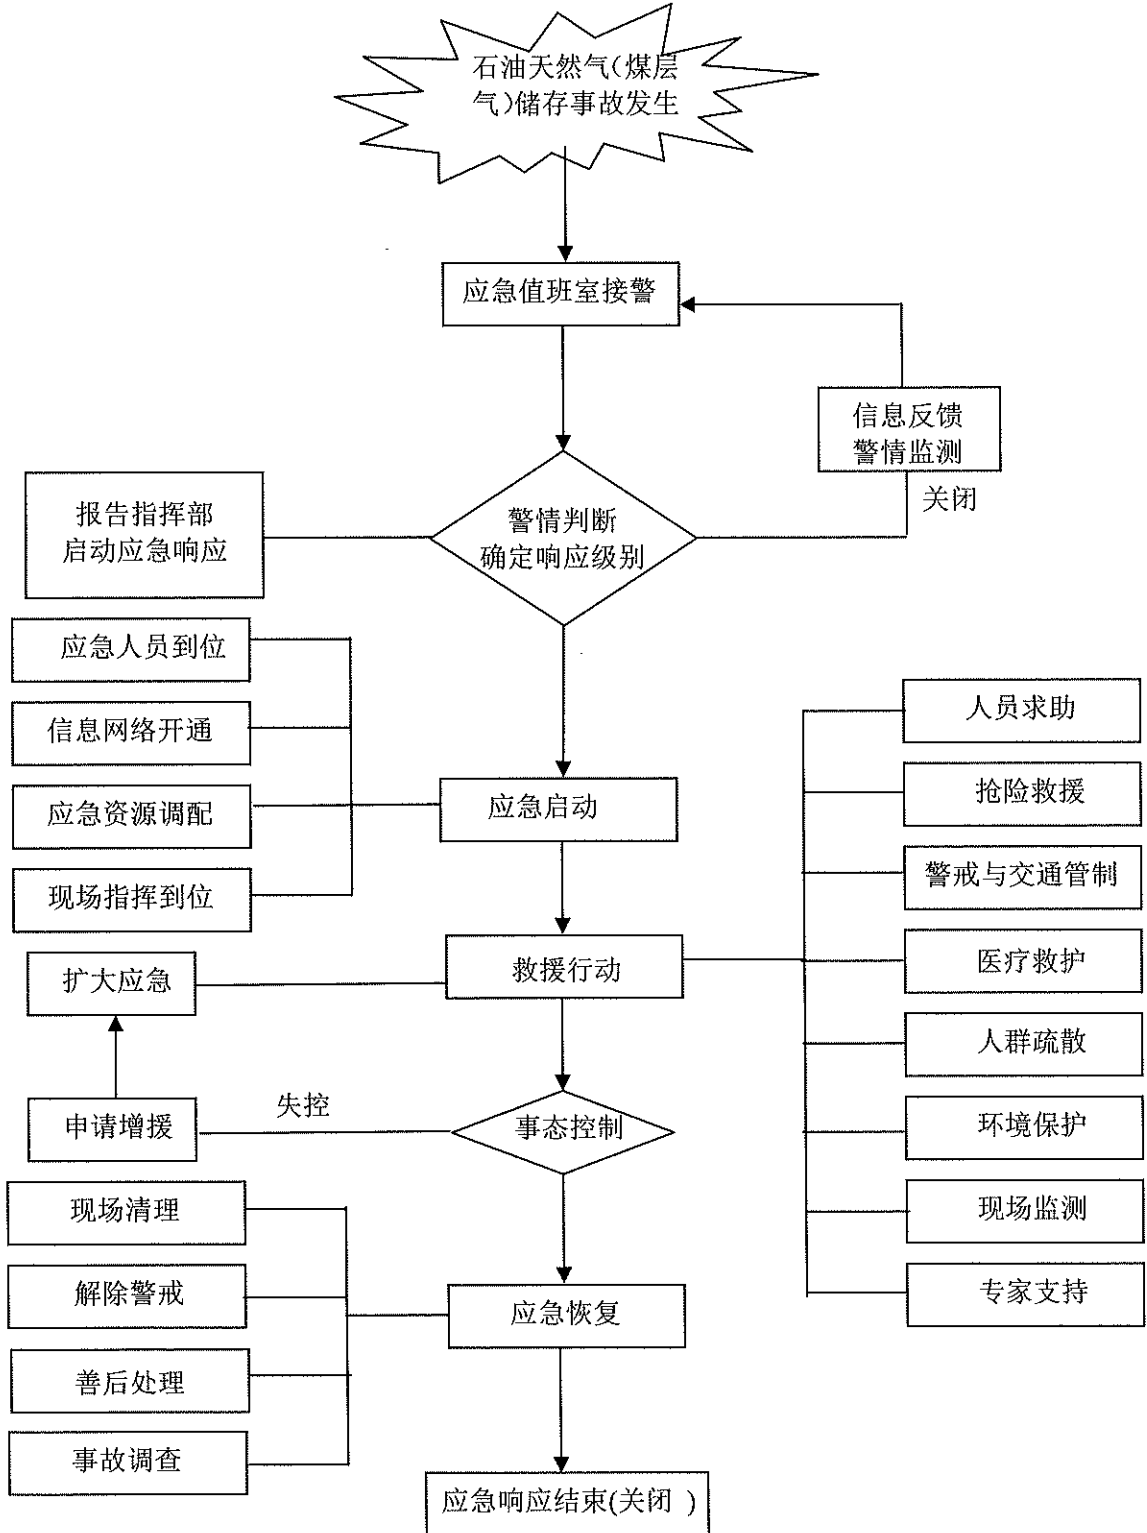 石油天然气（煤层
气）储存事故发生
应急值班室接警
信息反馈
警情监测
关闭
报告指挥部
启动应急响应
警情判断
确定响应级别
应急人员到位
信息网络开通
应急资源调配
现场指挥到位
应急启动
人员求助
抢险救援
警戒与交通管制
医疗救护
人群疏散
环境保护
现场监测
专家支持
救援行动
扩大应急
申请增援
失控
事态控制
现场清理
解除警戒
善后处理
事故调查
应急恢复
应急响应结束(关闭 )